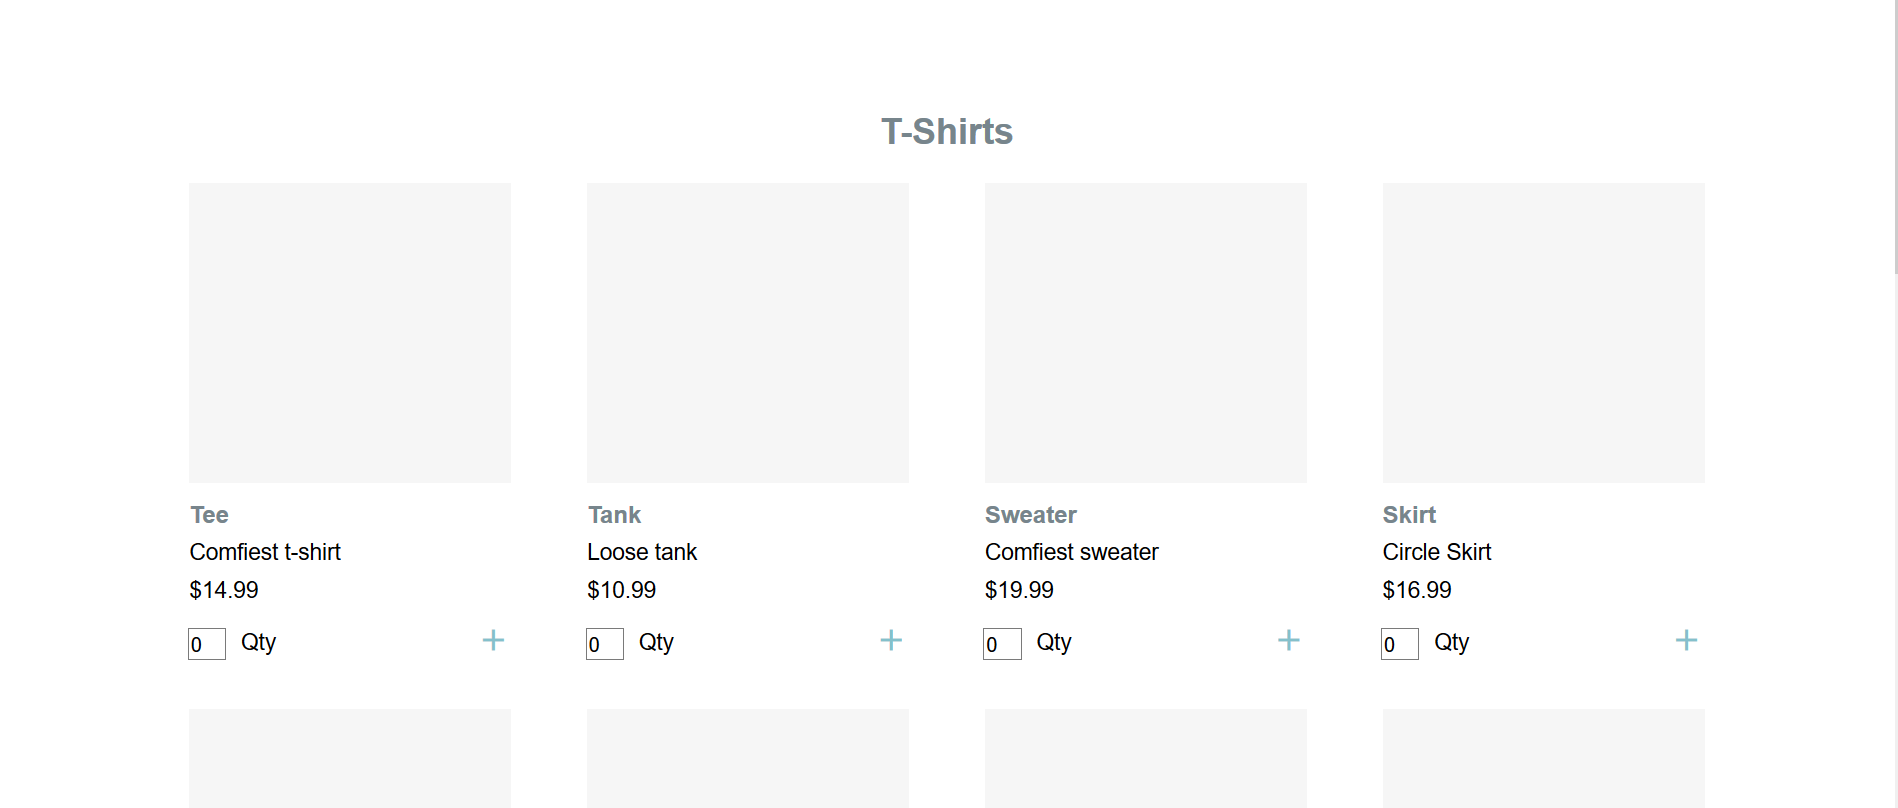 T-Shirts
Tee
Comfiest t-shirt
$14.99
0 Qty
Tank
Loose tank
$10.99
0 Qty
Sweater
Comfiest sweater
$19.99
0 Qty
Skirt
Circle Skirt
$16.99
0 Qty